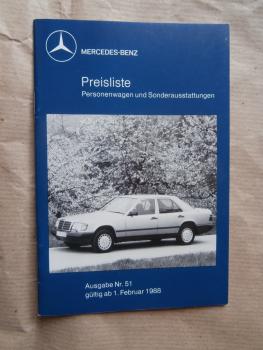 MERCEDES-BENZ
Preisliste
Personenwagen und Sonderausstattungen
Ausgabe Nr. 51
gültig ab 1. Februar 1988